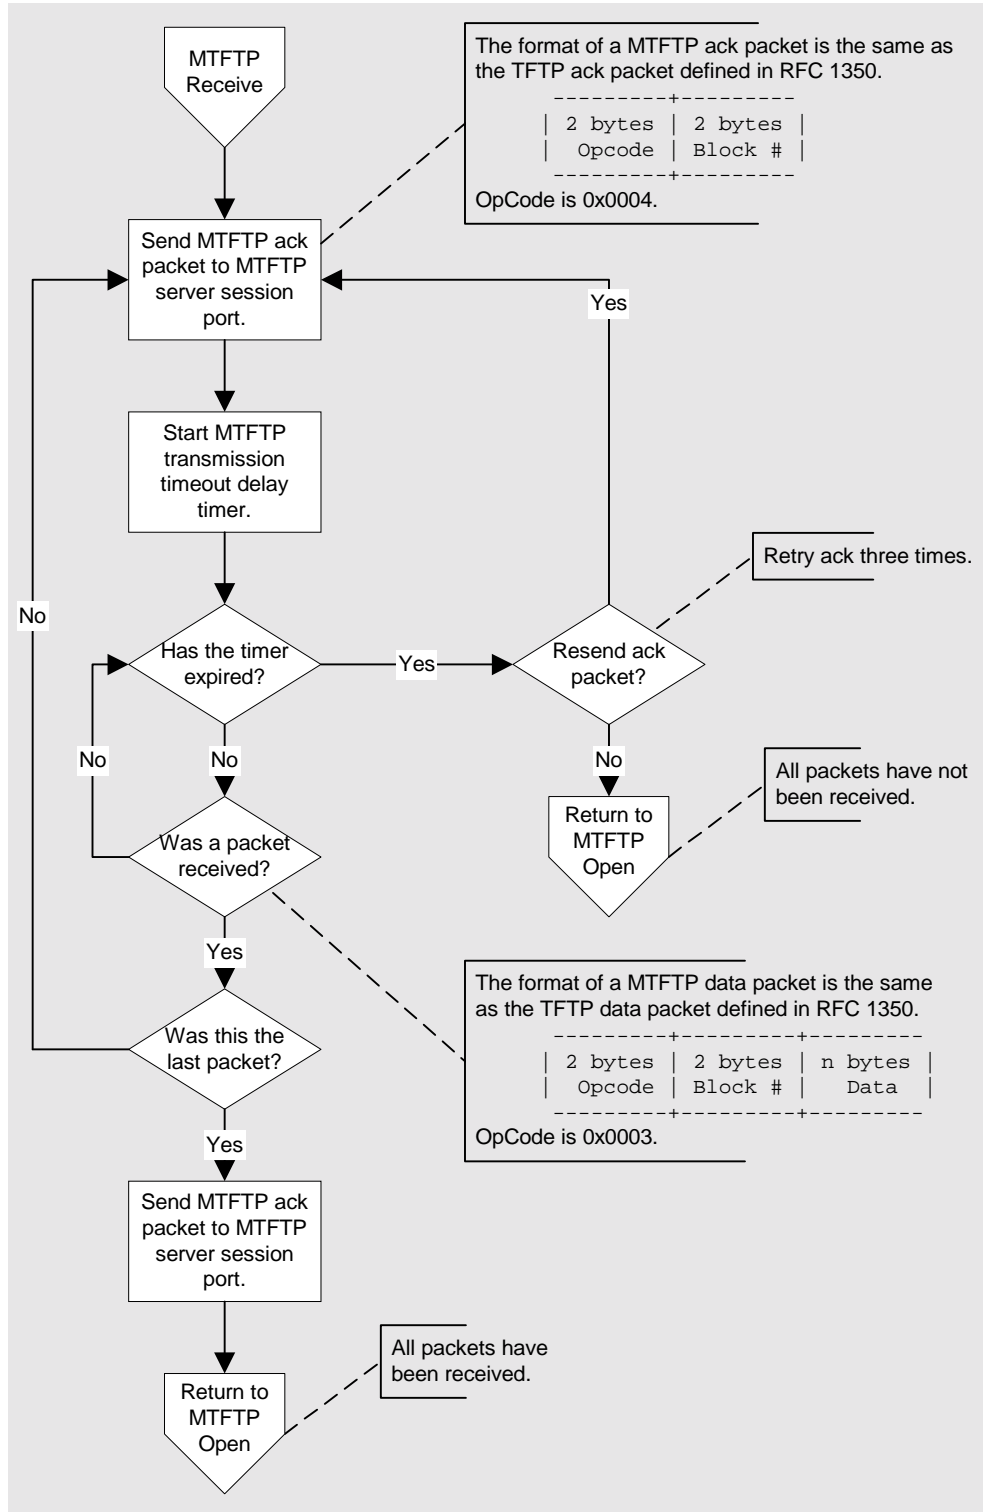 MTFTP
Receive
The format of a MTFTP ack packet is the same as
the TFTP ack packet defined in RFC 1350.
---------+---------
| 2 bytes | 2 bytes |
|  Opcode | Block # |
---------+---------
OpCode is 0x0004.
Send MTFTP ack
packet to MTFTP
server session
port.
Yes
Start MTFTP
transmission
timeout delay
timer.
Retry ack three times.
No
Has the timer
expired?
Yes
Resend ack
packet?
No
No
No
All packets have not
been received.
Return to
MTFTP
Open
Was a packet
received?
Yes
The format of a MTFTP data packet is the same
as the TFTP data packet defined in RFC 1350.
---------+---------+---------
| 2 bytes | 2 bytes | n bytes |
|  Opcode | Block # |  Data  |
---------+---------+---------
OpCode is 0x0003.
Was this the
last packet?
Yes
Send MTFTP ack
packet to MTFTP
server session
port.
All packets have
been received.
Return to
MTFTP
Open